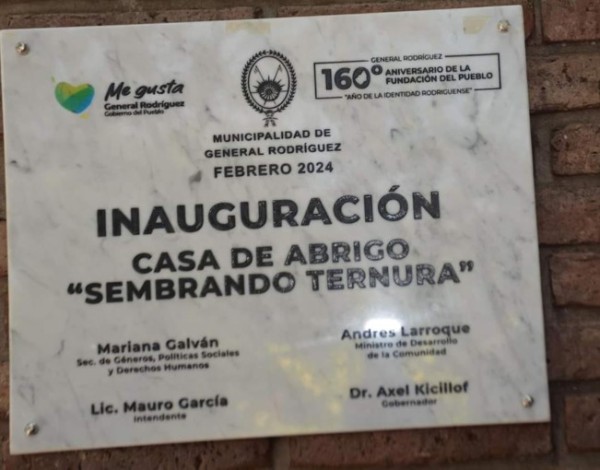 Me gusta
General Rodríguez
Gobierno del Pueblo
MUNICIPALIDAD DE
GENERAL RODRÍGUEZ
FEBRERO 2024
GENERAL RODRÍGUEZ
160º ANIVERSARIO DE LA
FUNDACIÓN DEL PUEBLO
"AÑO DE LA IDENTIDAD RODRIGUENSE"
INAUGURACIÓN
CASA DE ABRIGO
"SEMBRANDO TERNURA"
Mariana Galván
Sec. de Géneros, Políticas Sociales
y Derechos Humanos
Andres Larroque
Ministro de Desarrollo
de la Comunidad
Lic. Mauro García
Intendente
Dr. Axel Kicillof
Gobernador